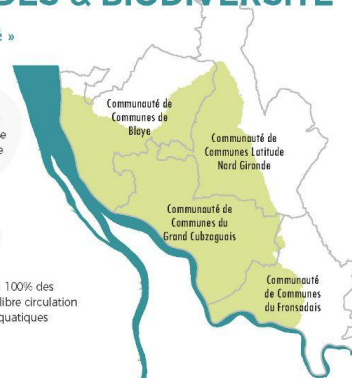 & BIODIVERSITÉ
»
Communauté de
Communes de
Blaye
Communauté de
Communes Latitude
Nord Gironde
Communauté de
Communes du
Grand Cubzaguais
Communauté
de Communes
du Fronsadais
100% des
libre circulation